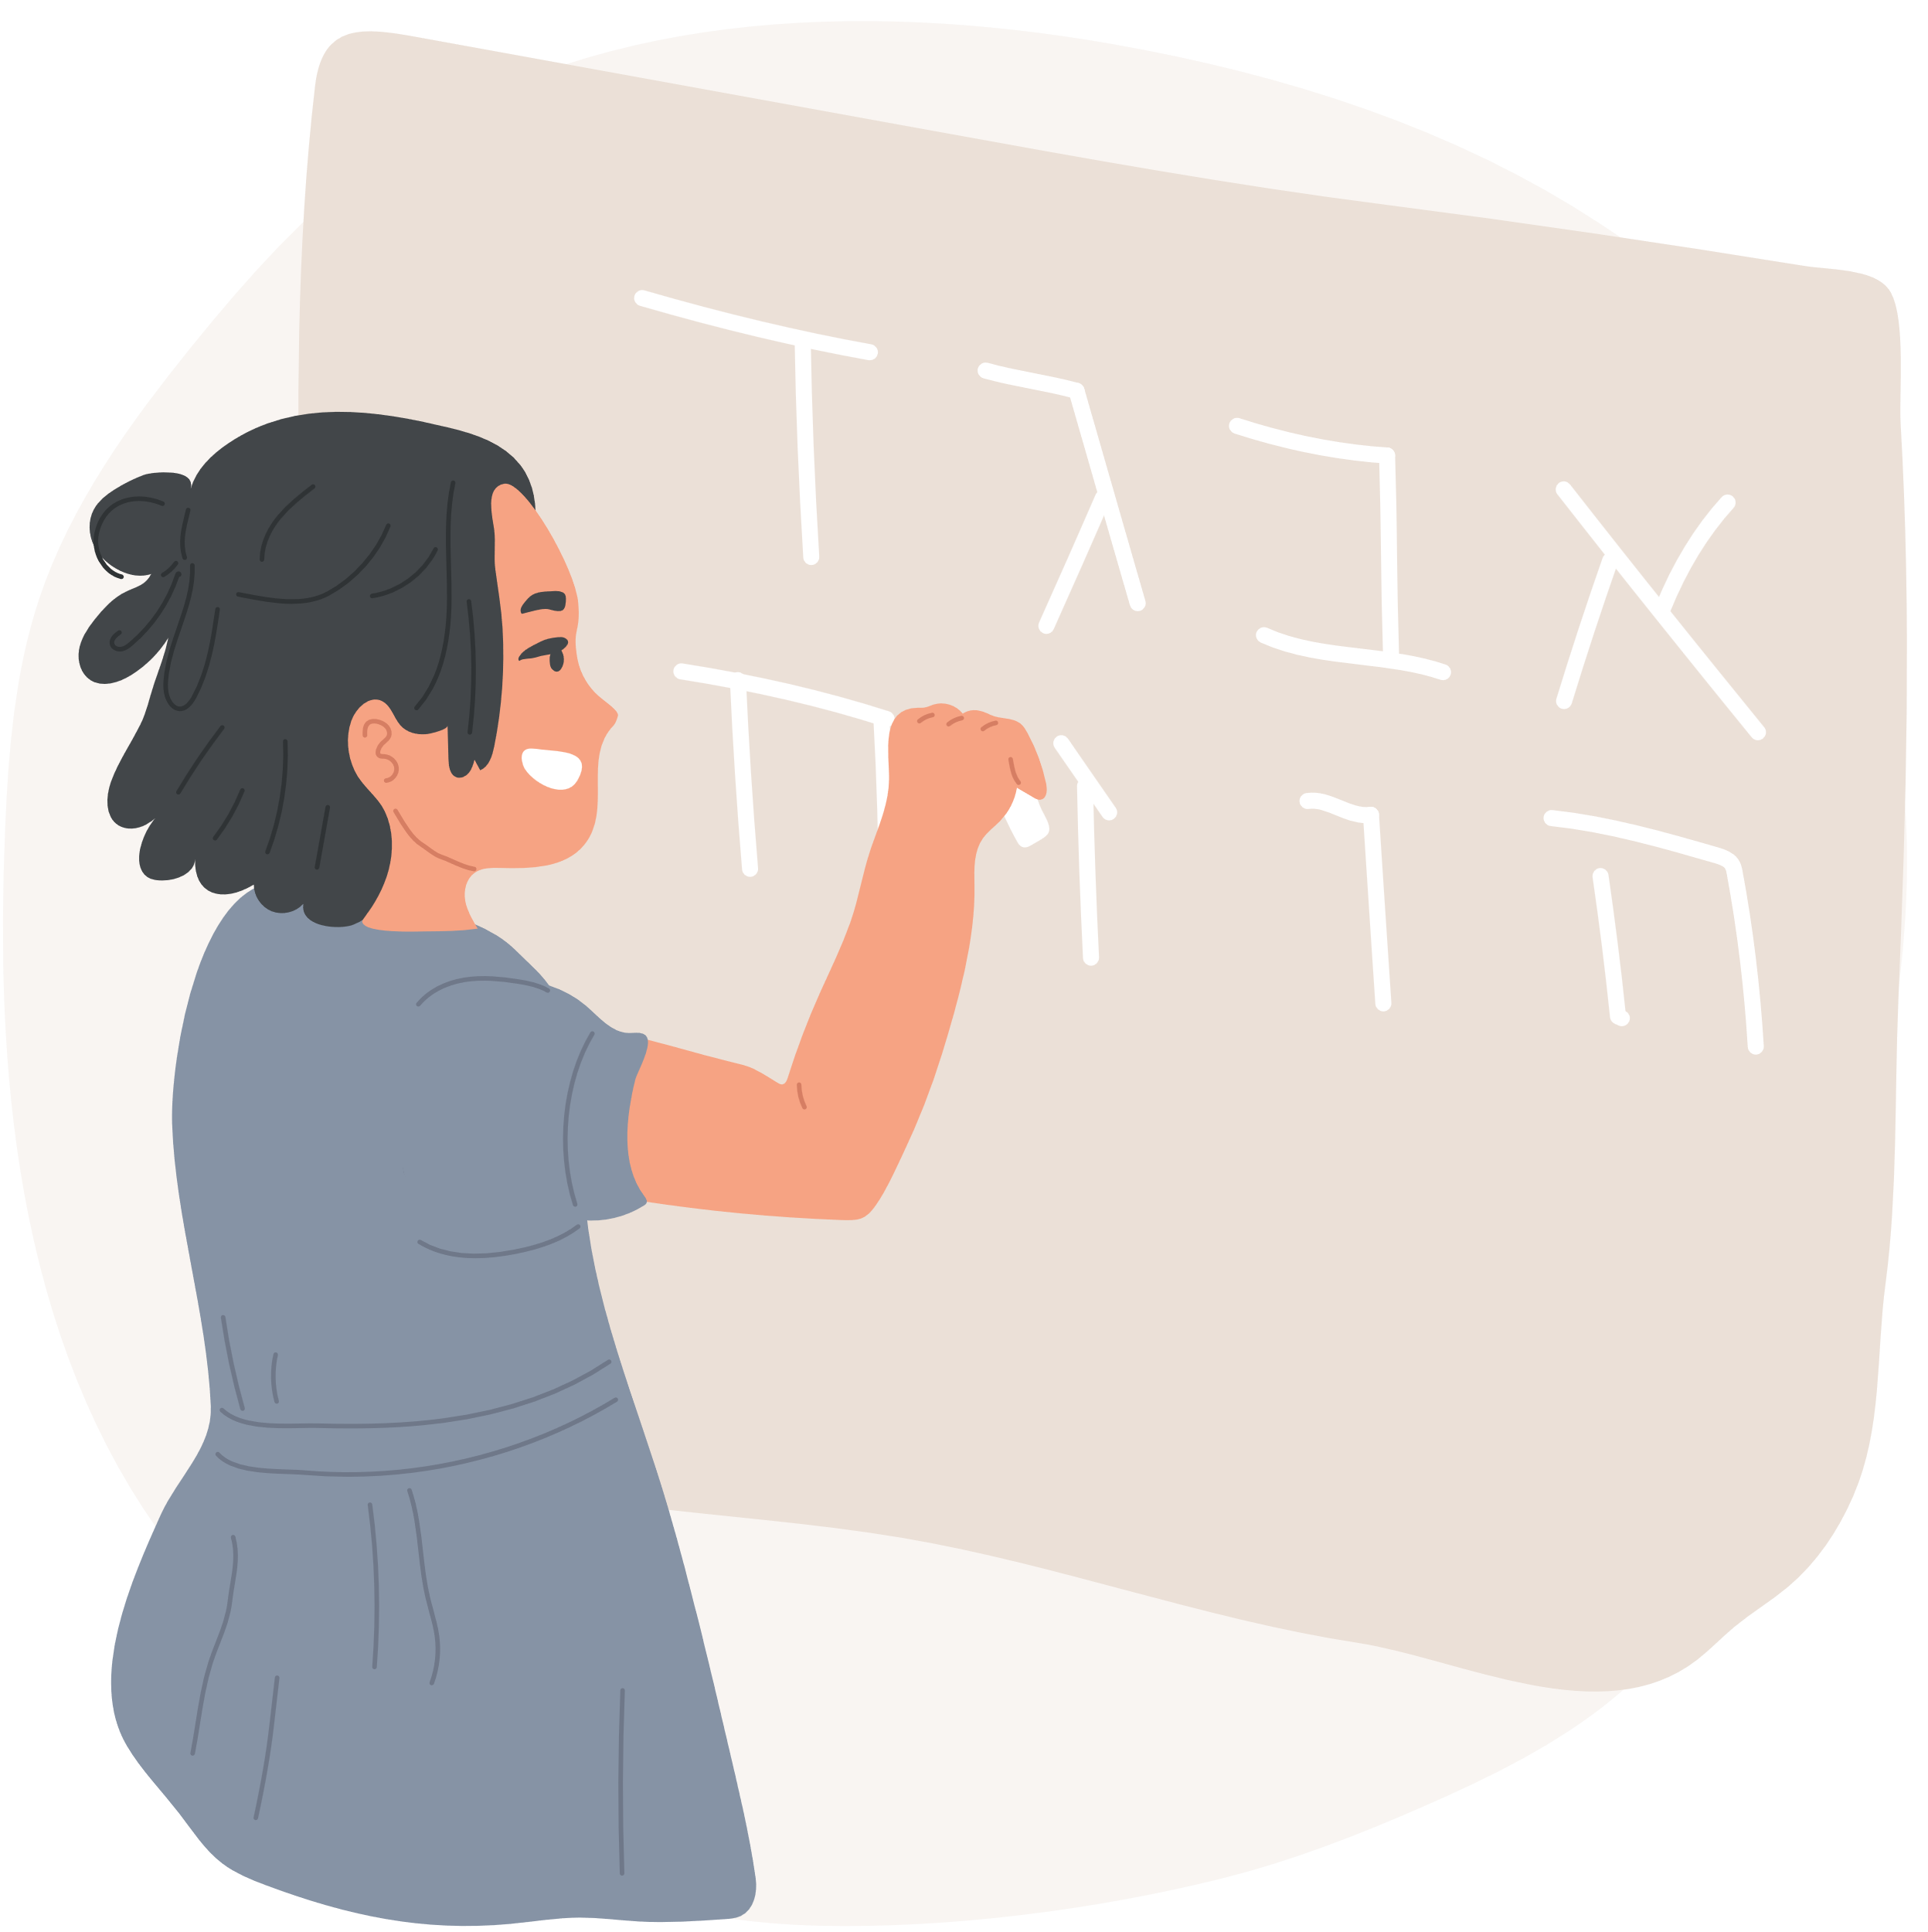 א ב ג ד
ה ו ז ח